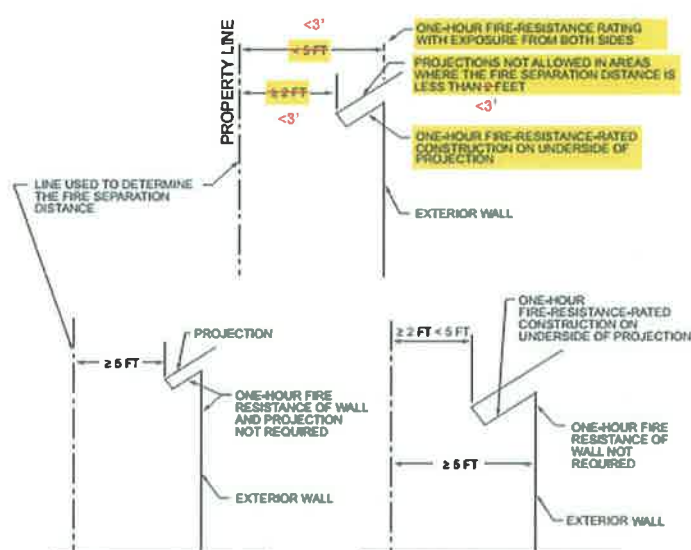 <3'
< 5 FT
ONE-HOUR FIRE-RESISTANCE RATING
WITH EXPOSURE FROM BOTH SIDES
PROJECTIONS NOT ALLOWED IN AREAS
WHERE THE FIRE SEPARATION DISTANCE IS
LESS THAN 2 FEET
<3'
≥ 2 FT
<3'
ONE-HOUR FIRE-RESISTANCE-RATED
CONSTRUCTION ON UNDERSIDE OF
PROJECTION
PROPERTY LINE
LINE USED TO DETERMINE
THE FIRE SEPARATION
DISTANCE
EXTERIOR WALL
PROJECTION
≥ 5 FT
ONE-HOUR FIRE
RESISTANCE OF WALL
AND PROJECTION
NOT REQUIRED
EXTERIOR WALL
≥ 2 FT < 5 FT
ONE-HOUR
FIRE-RESISTANCE-RATED
CONSTRUCTION ON
UNDERSIDE OF PROJECTION
ONE-HOUR FIRE
RESISTANCE OF
WALL NOT
REQUIRED
≥ 5 FT
EXTERIOR WALL